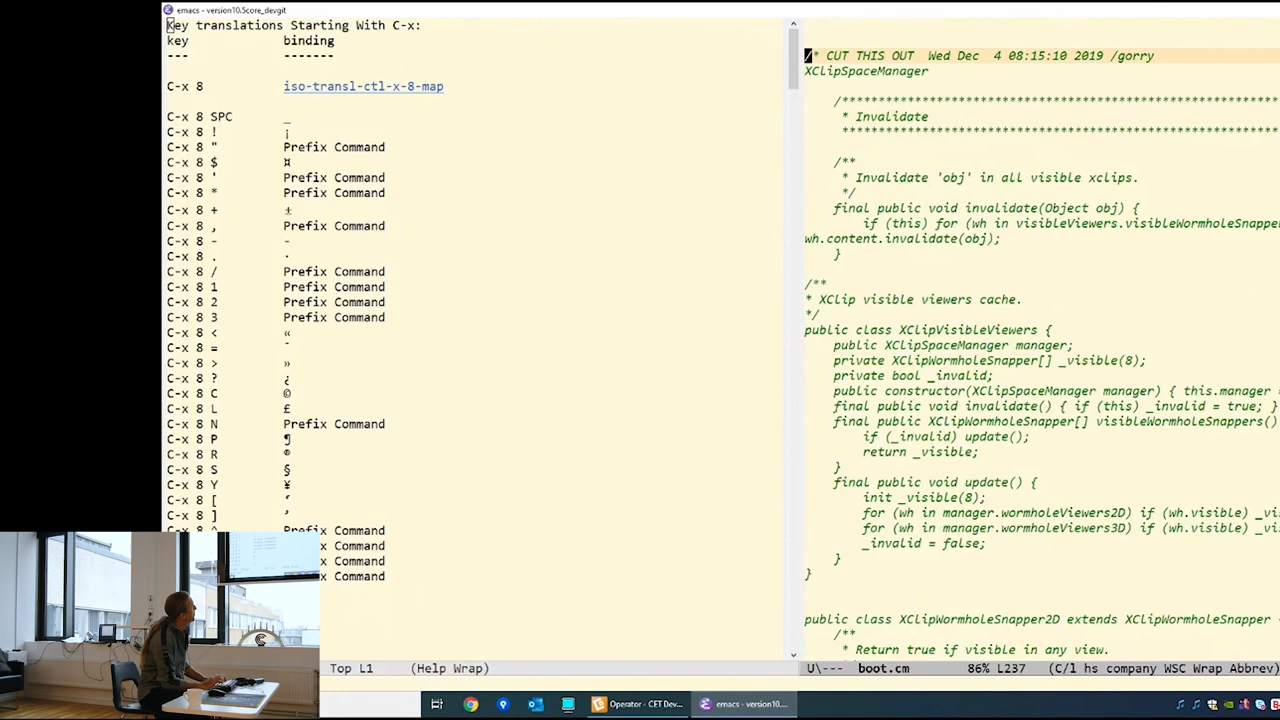 emacs - version10.5core_devgit
Key translations Starting With C-x:
key binding
--- -------
C-x 8 iso-transl-ctl-x-8-map
C-x 8 SPC _
C-x 8 ! ¡
C-x 8 " Prefix Command
C-x 8 $ ¤
C-x 8 ' Prefix Command
C-x 8 * Prefix Command
C-x 8 + ±
C-x 8 , Prefix Command
C-x 8 - -
C-x 8 . ·
C-x 8 / Prefix Command
C-x 8 1 Prefix Command
C-x 8 2 Prefix Command
C-x 8 3 Prefix Command
C-x 8 < «
C-x 8 = ¯
C-x 8 > »
C-x 8 ? ¿
C-x 8 C ©
C-x 8 L £
C-x 8 N Prefix Command
C-x 8 P ¶
C-x 8 R ®
C-x 8 S §
C-x 8 Y ¥
C-x 8 [ ‘
C-x 8 ] ’
C-x 8 ^ Prefix Command
Command
Command
Command
Top L1 (Help Wrap)
/* CUT THIS OUT Wed Dec 4 08:15:10 2019 /gorry
XClipSpaceManager
/****************************************************************
* Invalidate
****************************************************************
/**
* Invalidate 'obj' in all visible xclips.
*/
final public void invalidate(Object obj) {
if (this) for (wh in visibleViewers.visibleWormholeSnapper
wh.content.invalidate(obj);
}
/**
* XClip visible viewers cache.
*/
public class XClipVisibleViewers {
public XClipSpaceManager manager;
private XClipWormholeSnapper[] _visible(8);
private bool _invalid;
public constructor(XClipSpaceManager manager) { this.manager =
final public void invalidate() { if (this) _invalid = true; }
final public XClipWormholeSnapper[] visibleWormholeSnappers()
if (_invalid) update();
return _visible;
}
final public void update() {
init _visible(8);
for (wh in manager.wormholeViewers2D) if (wh.visible) _vi
for (wh in manager.wormholeViewers3D) if (wh.visible) _vi
_invalid = false;
}
}
public class XClipWormholeSnapper2D extends XClipWormholeSnapper
/**
* Return true if visible in any view.
U\--- boot.cm 86% L237 (C/l hs company WSC Wrap Abbrev)
Operator - CET Dev...
emacs - version10....